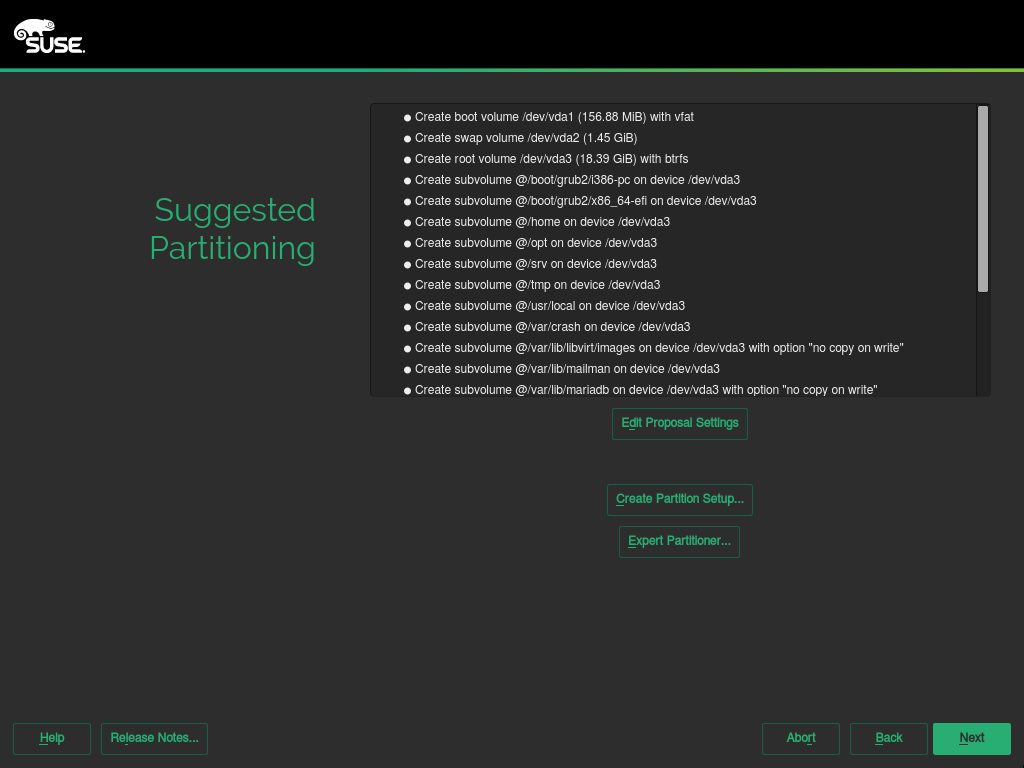 SUSE.
Suggested
Partitioning
● Create boot volume /dev/vda1 (156.88 MiB) with vfat
● Create swap volume /dev/vda2 (1.45 GiB)
● Create root volume /dev/vda3 (18.39 GiB) with btrfs
● Create subvolume @/boot/grub2/i386-pc on device /dev/vda3
● Create subvolume @/boot/grub2/x86_64-efi on device /dev/vda3
● Create subvolume @/home on device /dev/vda3
● Create subvolume @/opt on device /dev/vda3
● Create subvolume @/srv on device /dev/vda3
● Create subvolume @/tmp on device /dev/vda3
● Create subvolume @/usr/local on device /dev/vda3
● Create subvolume @/var/crash on device /dev/vda3
● Create subvolume @/var/lib/libvirt/images on device /dev/vda3 with option "no copy on write"
● Create subvolume @/var/lib/mailman on device /dev/vda3
● Create subvolume @/var/lib/mariadb on device /dev/vda3 with option "no copy on write"
Edit Proposal Settings
Create Partition Setup...
Expert Partitioner...
Help Release Notes... Abort Back Next